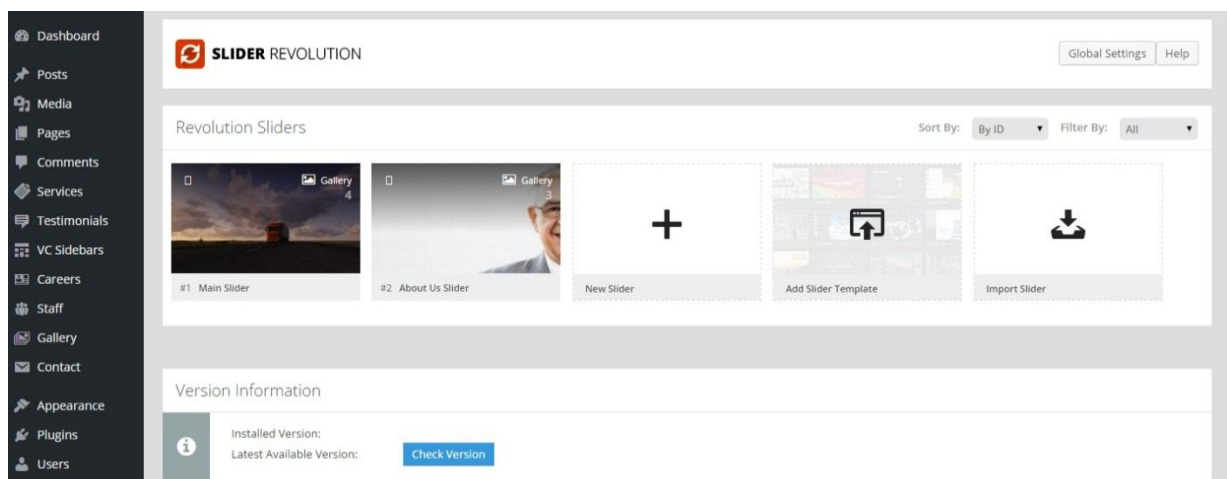 Dashboard
Posts
Media
Pages
Comments
Services
Testimonials
VC Sidebars
Careers
Staff
Gallery
Contact
Appearance
Plugins
Users
SLIDER REVOLUTION
Global Settings Help
Revolution Sliders
Sort By: By ID Filter By: All
Gallery
4
Gallery
3
#1 Main Slider
#2 About Us Slider
New Slider
Add Slider Template
Import Slider
Version Information
Installed Version:
Latest Available Version: Check Version